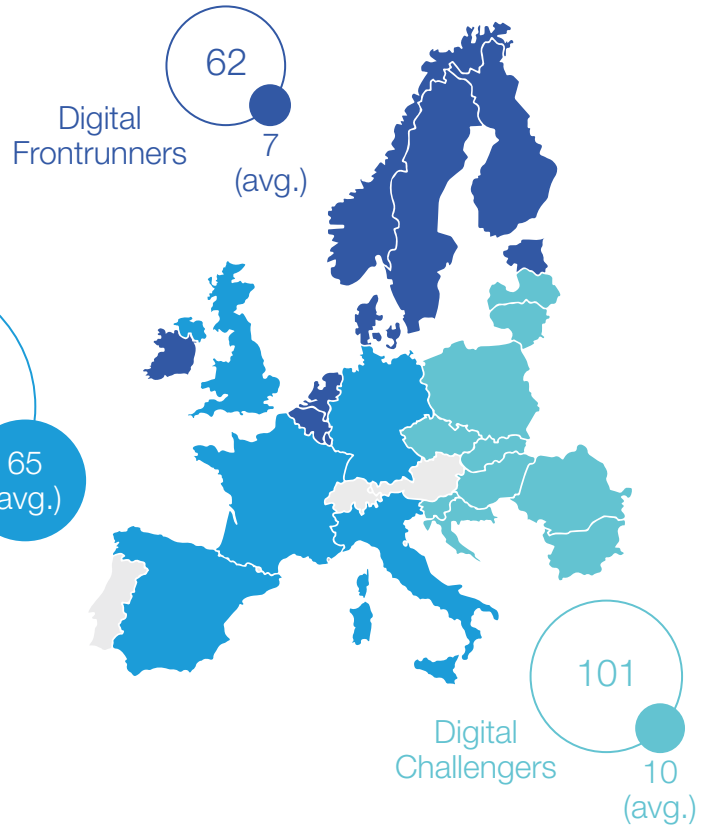 62
Digital
Frontrunners
7
(avg.)
65
avg.)
101
Digital
Challengers
10
(avg.)